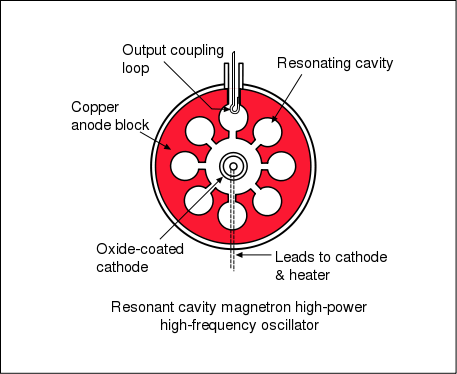 Output coupling
loop
Resonating cavity
Copper
anode block
Oxide-coated
cathode
Leads to cathode
& heater
Resonant cavity magnetron high-power
high-frequency oscillator